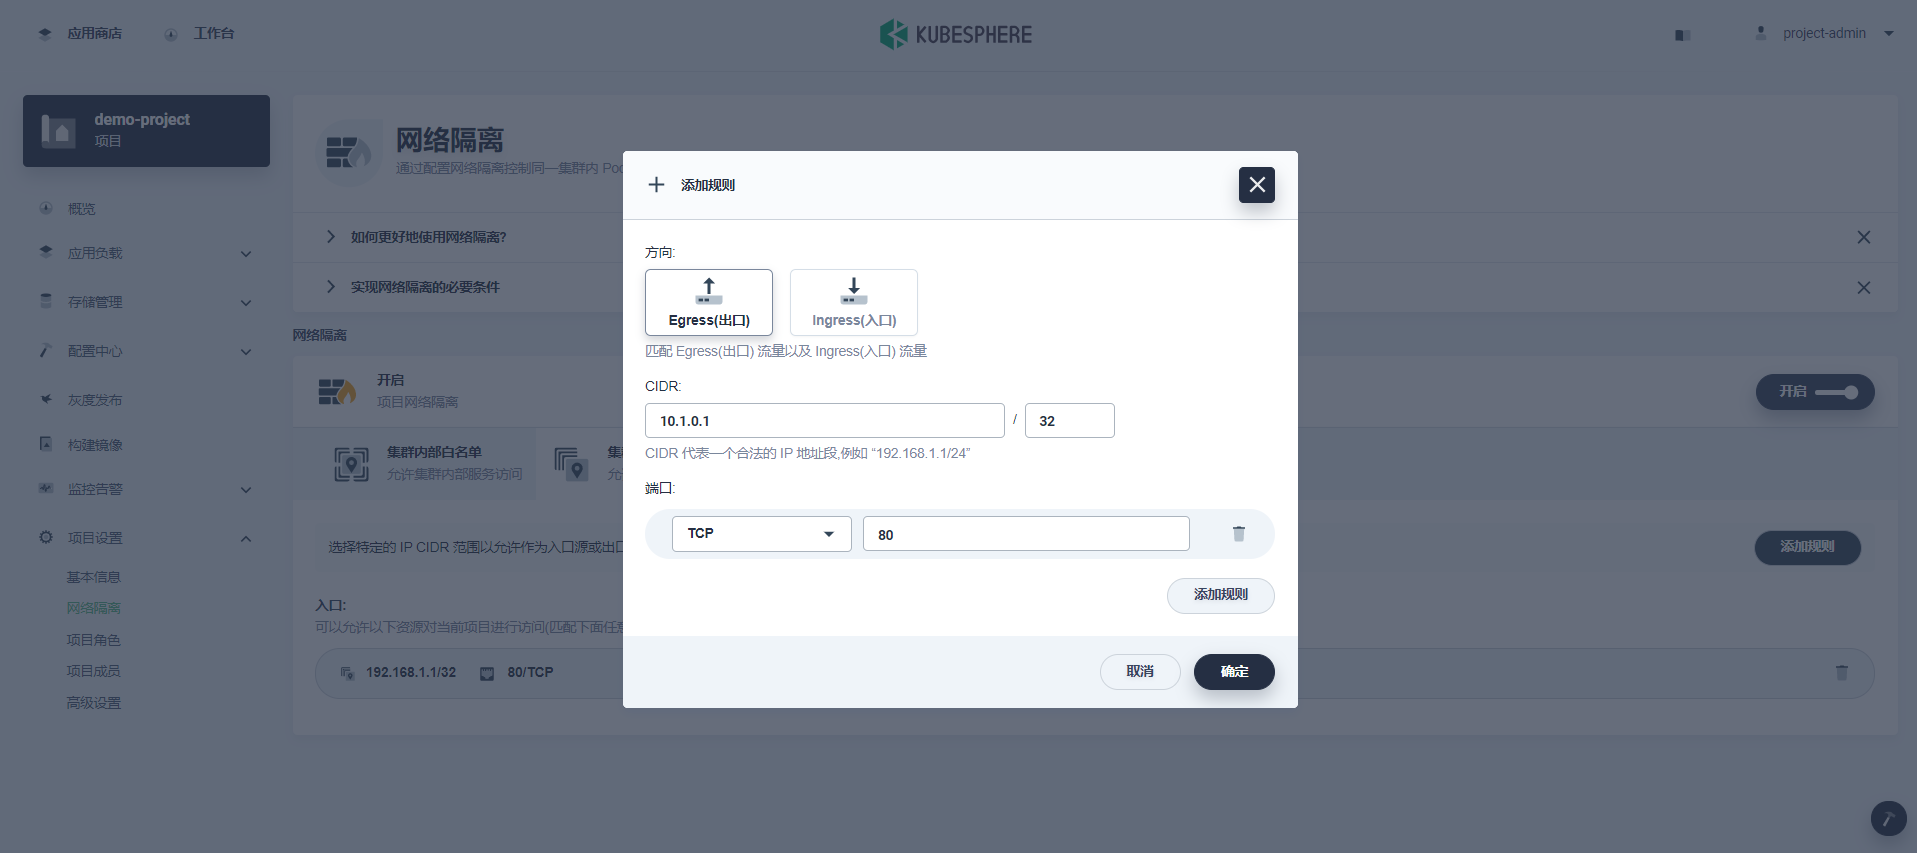 应用商店
工作台
KUBESPHERE
project-admin
demo-project
项目
概览
应用负载
存储管理
配置中心
灰度发布
构建镜像
监控告警
项目设置
基本信息
网络隔离
项目角色
项目成员
高级设置
网络隔离
通过配置网络隔离控制同一集群内 Pod
如何更好地使用网络隔离?
实现网络隔离的必要条件
网络隔离
开启
项目网络隔离
开启
集群内部白名单
允许集群内部服务访问
集
允
选择特定的 IP CIDR 范围以允许作为入口源或出口
添加规则
入口:
可以允许以下资源对当前项目进行访问(匹配下面任意
192.168.1.1/32
80/TCP
添加规则
方向:
Egress(出口)
Ingress(入口)
匹配 Egress(出口) 流量以及 Ingress(入口) 流量
CIDR:
10.1.0.1 / 32
CIDR 代表一个合法的 IP 地址段,例如 “192.168.1.1/24”
端口:
TCP
80
添加规则
取消
确定